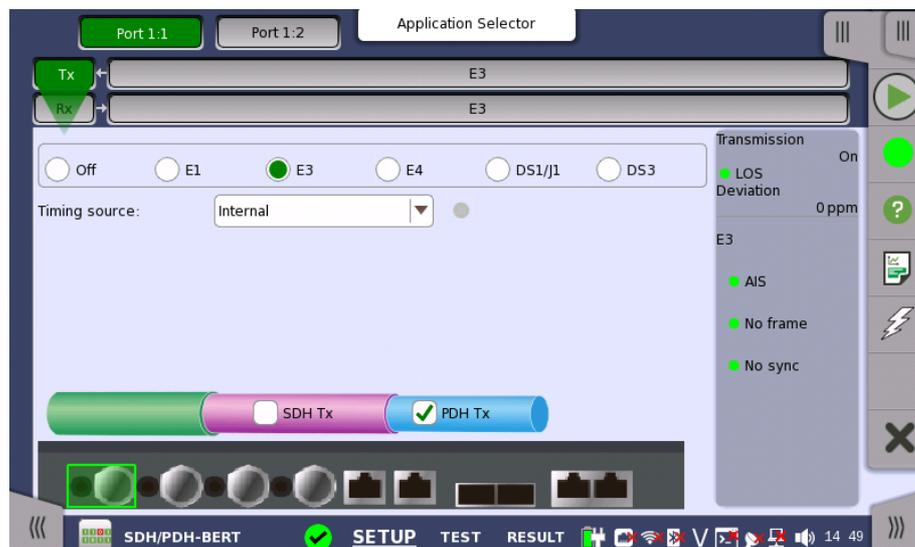 Port 1:1 Port 1:2 Application Selector
Tx E3
Rx E3
Off E1 E3 E4 DS1/J1 DS3
Timing source: Internal
Transmission
On
LOS
Deviation
0 ppm
E3
AIS
No frame
No sync
SDH Tx PDH Tx
SDH/PDH-BERT SETUP TEST RESULT 14 49